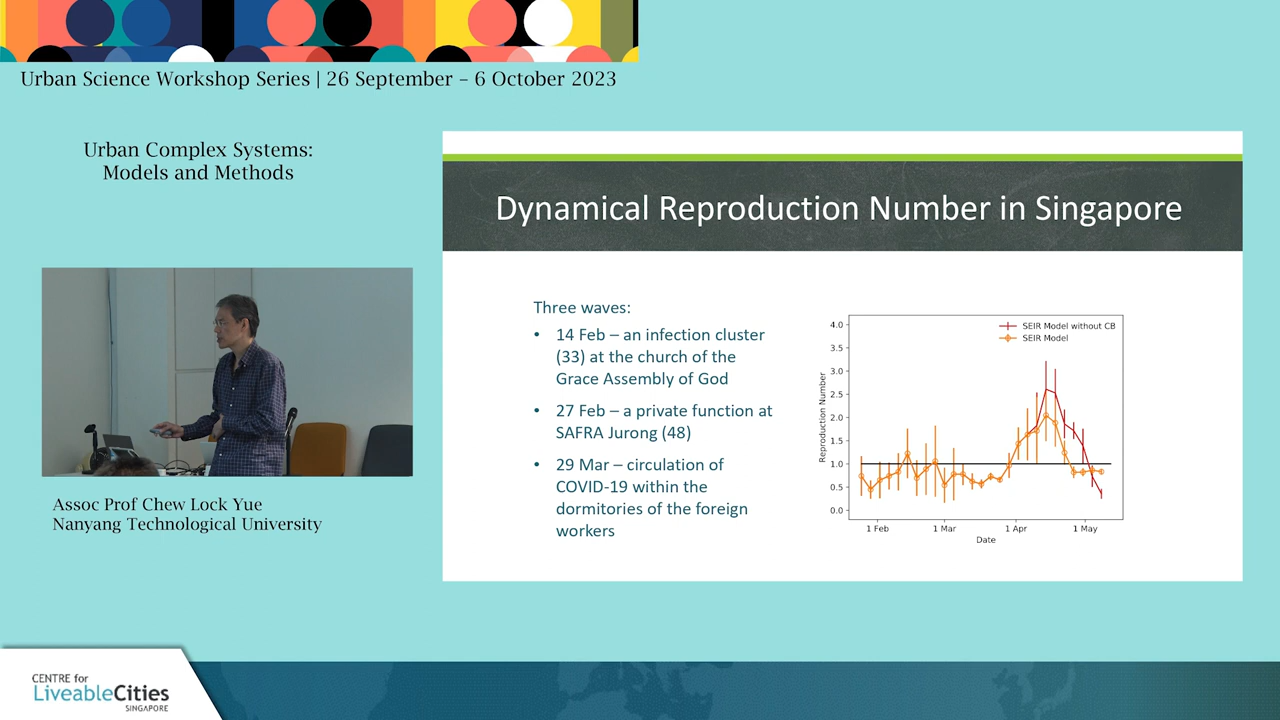 Urban Science Workshop Series | 26 September – 6 October 2023
Urban Complex Systems:
Models and Methods
Dynamical Reproduction Number in Singapore
Three waves:
• 14 Feb – an infection cluster
(33) at the church of the
Grace Assembly of God
• 27 Feb – a private function at
SAFRA Jurong (48)
• 29 Mar – circulation of
COVID-19 within the
dormitories of the foreign
workers
SEIR Model without CB
SEIR Model
Reproduction Number
4.0
3.5
3.0
2.5
2.0
1.5
1.0
0.5
0.0
1 Feb
1 Mar
1 Apr
1 May
Date
Assoc Prof Chew Lock Yue
Nanyang Technological University
CENTRE for
LiveableCities
SINGAPORE